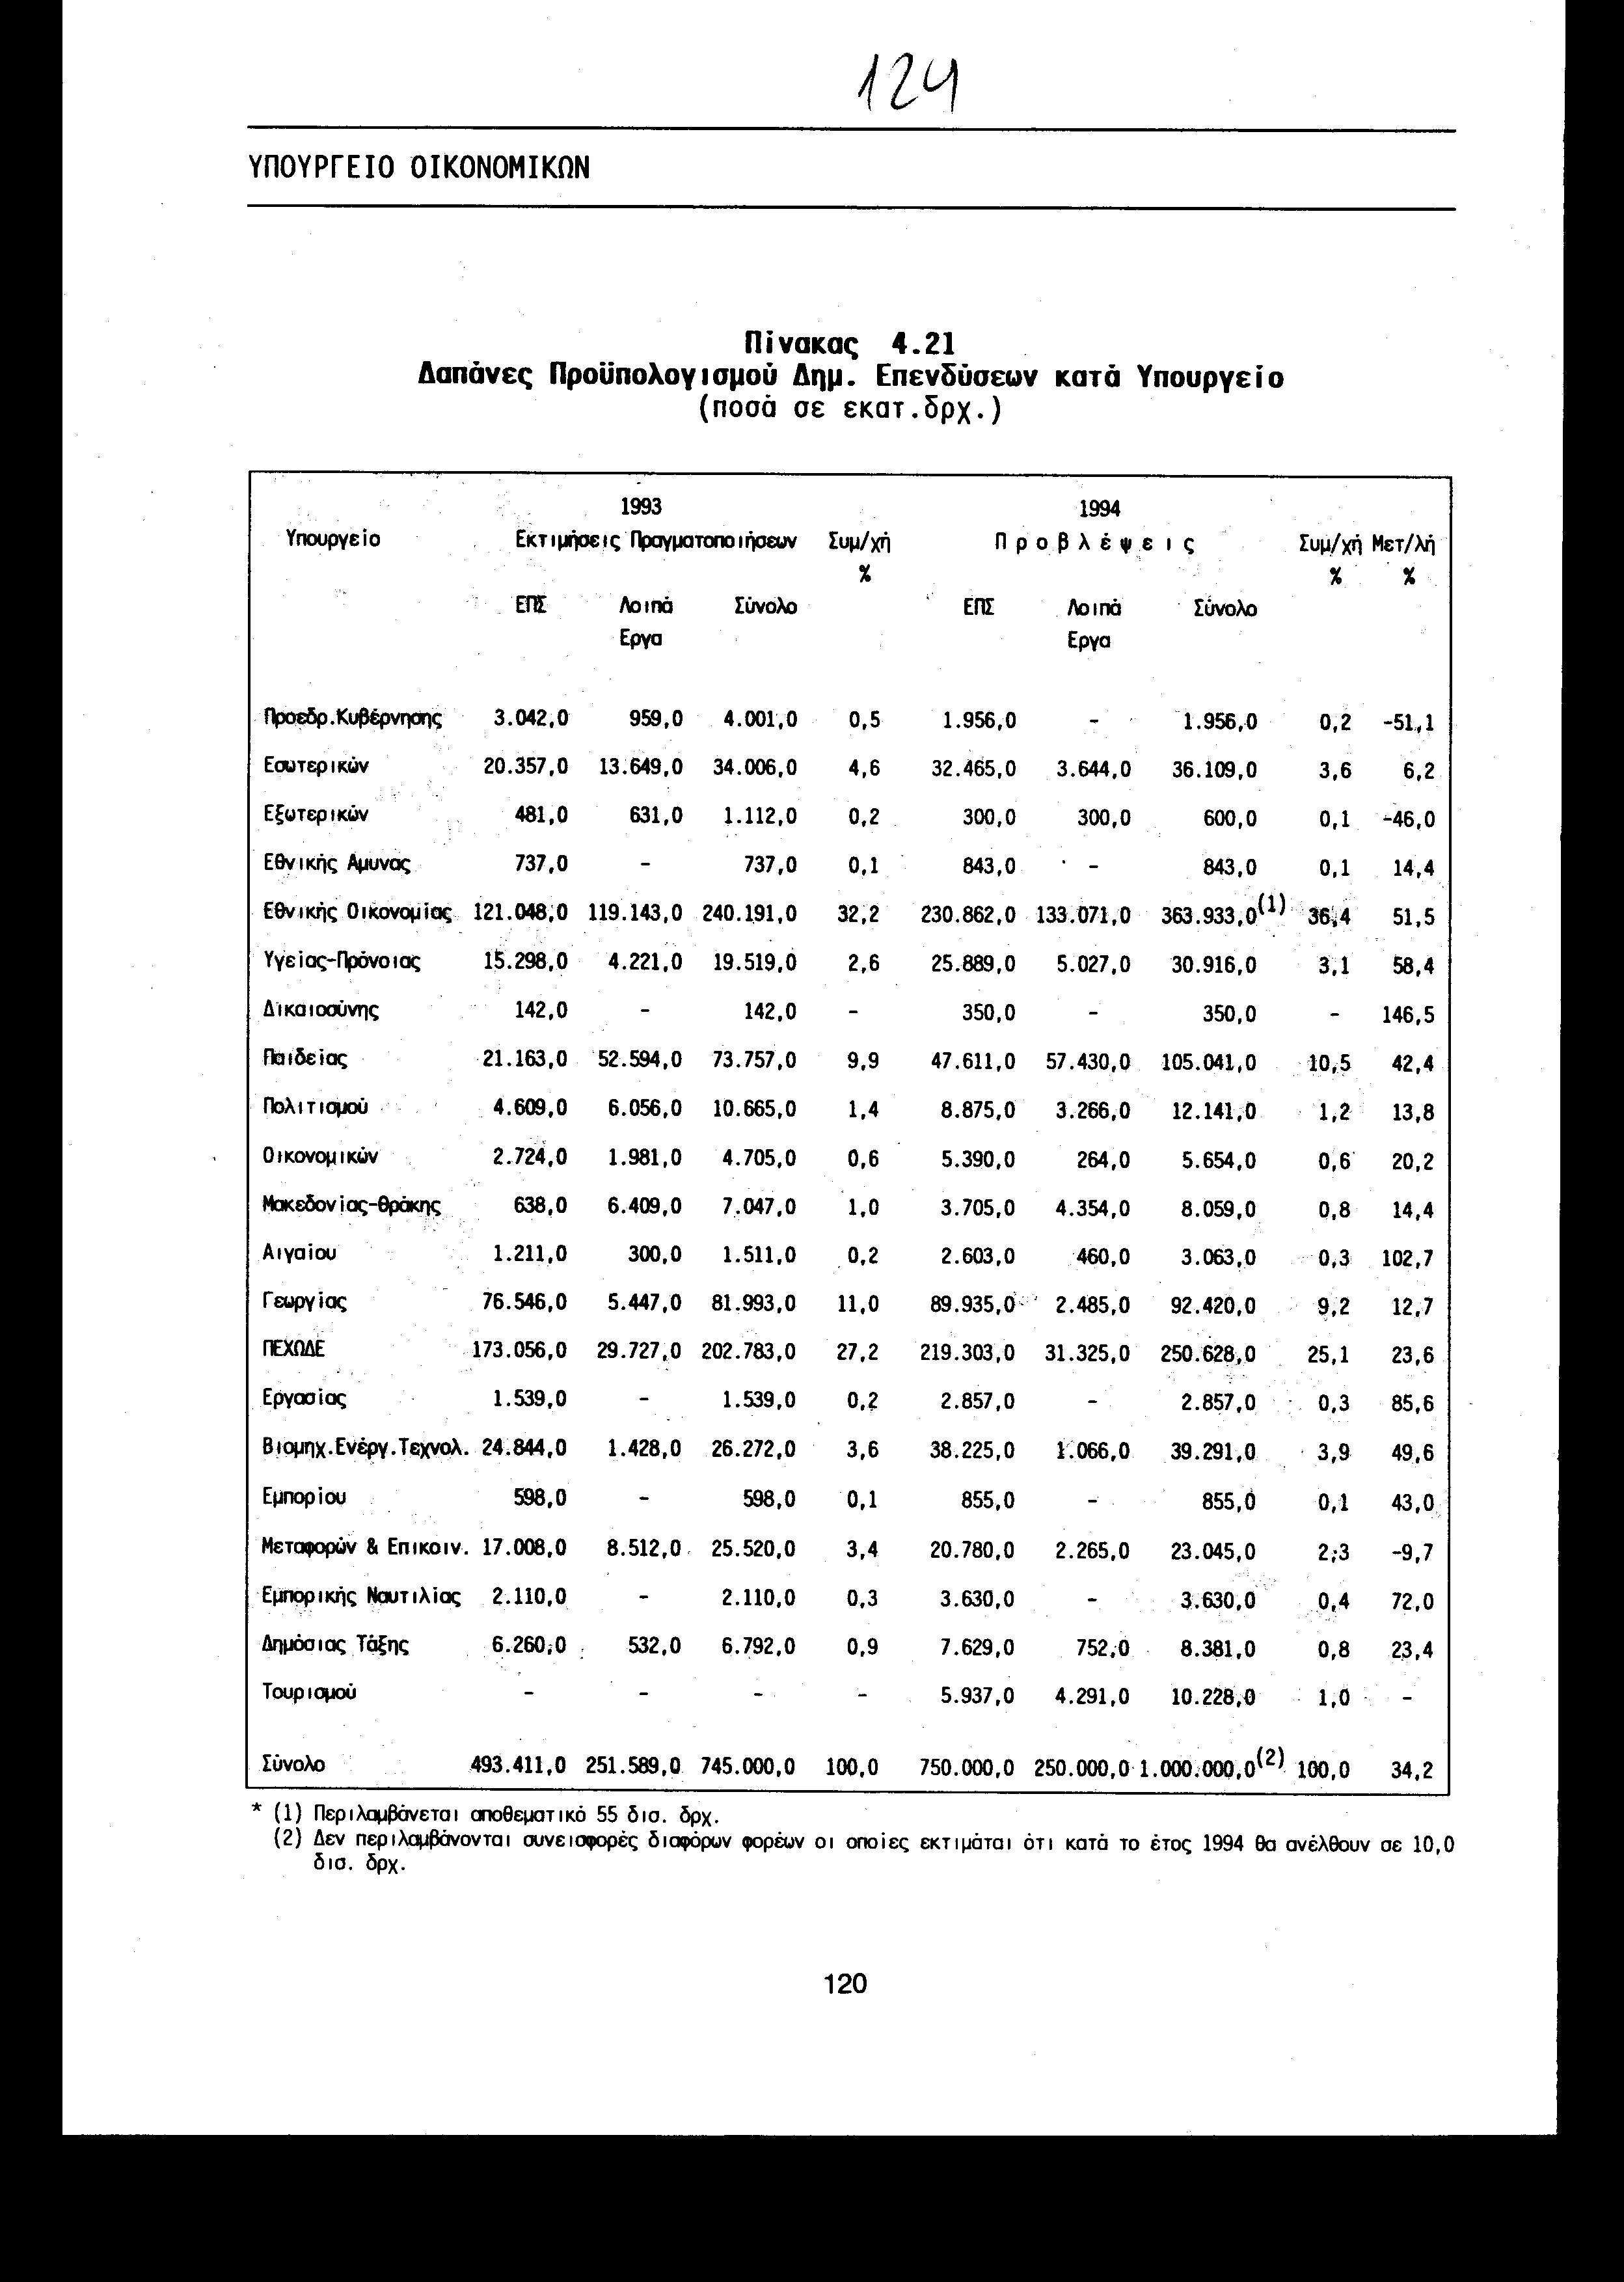 124
ΥΠΟΥΡΓΕΙΟ ΟΙΚΟΝΟΜΙΚΩΝ
Πίνακας 4.21
Δαπάνες Προϋπολογισμού Δημ. Επενδύσεων κατά Υπουργείο
(ποσά σε εκατ.δρχ.)
1993 1994
Υπουργείο Εκτιμήσεις Πραγματοποιήσεων Συμ/χή Π ρ ο β λ έ ψ ε ι ς Συμ/χή Μετ/λή
% % %
ΕΠΣ Λοιπά Σύνολο ΕΠΣ Λοιπά Σύνολο
Εργα Εργα
Προεδρ.Κυβέρνησης 3.042,0 959,0 4.001,0 0,5 1.956,0 - 1.956,0 0,2 -51,1
Εσωτερικών 20.357,0 13.649,0 34.006,0 4,6 32.465,0 3.644,0 36.109,0 3,6 6,2
Εξωτερικών 481,0 631,0 1.112,0 0,2 300,0 300,0 600,0 0,1 -46,0
Εθνικής Αμυνας 737,0 - 737,0 0,1 843,0 - 843,0 0,1 14,4
Εθνικής Οικονομίας 121.048,0 119.143,0 240.191,0 32,2 230.862,0 133.071,0 363.933,0(1) 36,4 51,5
Υγείας-Πρόνοιας 15.298,0 4.221,0 19.519,0 2,6 25.889,0 5.027,0 30.916,0 3,1 58,4
Δικαιοσύνης 142,0 - 142,0 - 350,0 - 350,0 - 146,5
Παιδείας 21.163,0 52.594,0 73.757,0 9,9 47.611,0 57.430,0 105.041,0 10,5 42,4
Πολιτισμού 4.609,0 6.056,0 10.665,0 1,4 8.875,0 3.266,0 12.141,0 1,2 13,8
Οικονομικών 2.724,0 1.981,0 4.705,0 0,6 5.390,0 264,0 5.654,0 0,6 20,2
Μακεδονίας-Θράκης 638,0 6.409,0 7.047,0 1,0 3.705,0 4.354,0 8.059,0 0,8 14,4
Αιγαίου 1.211,0 300,0 1.511,0 0,2 2.603,0 460,0 3.063,0 0,3 102,7
Γεωργίας 76.546,0 5.447,0 81.993,0 11,0 89.935,0 2.485,0 92.420,0 9,2 12,7
ΠΕΧΩΔΕ 173.056,0 29.727,0 202.783,0 27,2 219.303,0 31.325,0 250.628,0 25,1 23,6
Εργασίας 1.539,0 - 1.539,0 0,2 2.857,0 - 2.857,0 0,3 85,6
Βιομηχ.Ενέργ.Τεχνολ. 24.844,0 1.428,0 26.272,0 3,6 38.225,0 1.066,0 39.291,0 3,9 49,6
Εμπορίου 598,0 - 598,0 0,1 855,0 - 855,0 0,1 43,0
Μεταφορών & Επικοιν. 17.008,0 8.512,0 25.520,0 3,4 20.780,0 2.265,0 23.045,0 2,3 -9,7
Εμπορικής Ναυτιλίας 2.110,0 - 2.110,0 0,3 3.630,0 - 3.630,0 0,4 72,0
Δημόσιας Τάξης 6.260,0 532,0 6.792,0 0,9 7.629,0 752,0 8.381,0 0,8 23,4
Τουρισμού - - - - 5.937,0 4.291,0 10.228,0 1,0 -
Σύνολο 493.411,0 251.589,0 745.000,0 100,0 750.000,0 250.000,0 1.000.000,0(2) 100,0 34,2
* (1) Περιλαμβάνεται αποθεματικό 55 δισ. δρχ.
(2) Δεν περιλαμβάνονται συνεισφορές διαφόρων φορέων οι οποίες εκτιμάται ότι κατά το έτος 1994 θα ανέλθουν σε 10,0
δισ. δρχ.
120